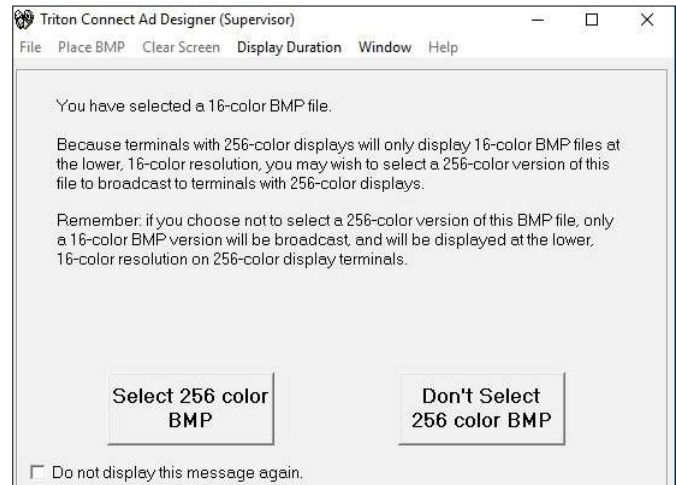 Triton Connect Ad Designer (Supervisor)
File Place BMP Clear Screen Display Duration Window Help
You have selected a 16-color BMP file.
Because terminals with 256-color displays will only display 16-color BMP files at
the lower, 16-color resolution, you may wish to select a 256-color version of this
file to broadcast to terminals with 256-color displays.
Remember: if you choose not to select a 256-color version of this BMP file, only
a 16-color BMP version will be broadcast, and will be displayed at the lower,
16-color resolution on 256-color display terminals.
Select 256 color
BMP
Don't Select
256 color BMP
Do not display this message again.